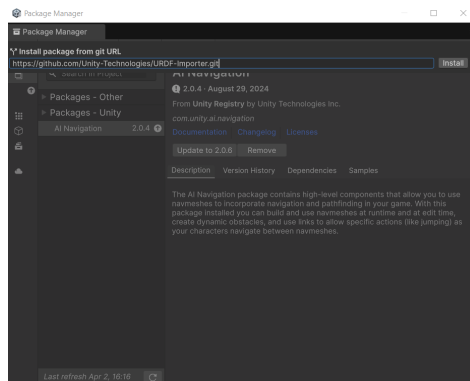 Package Manager
Package Manager
Install package from git URL
https://github.com/Unity-Technologies/URDF-Importer.git
Install
Search in Project
AI Navigation
2.0.4 · August 29, 2024
From Unity Registry by Unity Technologies Inc.
com.unity.ai.navigation
Documentation Changelog Licenses
Update to 2.0.6 Remove
Packages - Other
Packages - Unity
AI Navigation 2.0.4
Description Version History Dependencies Samples
The AI Navigation package contains high-level components that allow you to use
navmeshes to incorporate navigation and pathfinding in your game. With this
package installed you can build and use navmeshes at runtime and at edit time,
create dynamic obstacles, and use links to allow specific actions (like jumping) as
your characters navigate between navmeshes.
Last refresh Apr 2, 16:16